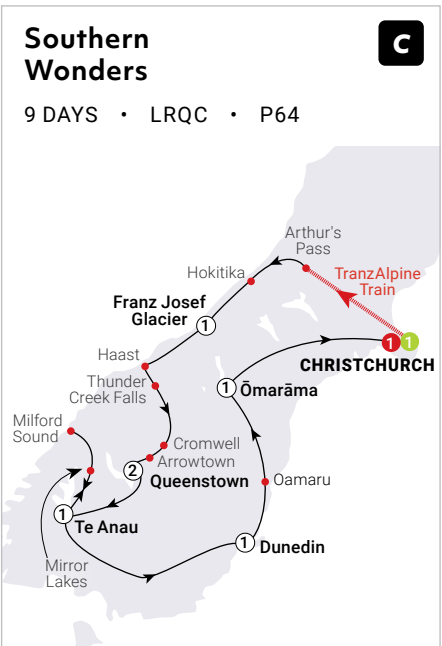 Southern
Wonders
C
9 DAYS • LRQC • P64
Arthur's
Pass
TranzAlpine
Train
Hokitika
Franz Josef
Glacier
1
1
1
CHRISTCHURCH
Haast
Thunder
Creek Falls
1
Ōmarāma
Milford
Sound
Cromwell
Arrowtown
2
Queenstown
Oamaru
1
Te Anau
1
Dunedin
Mirror
Lakes